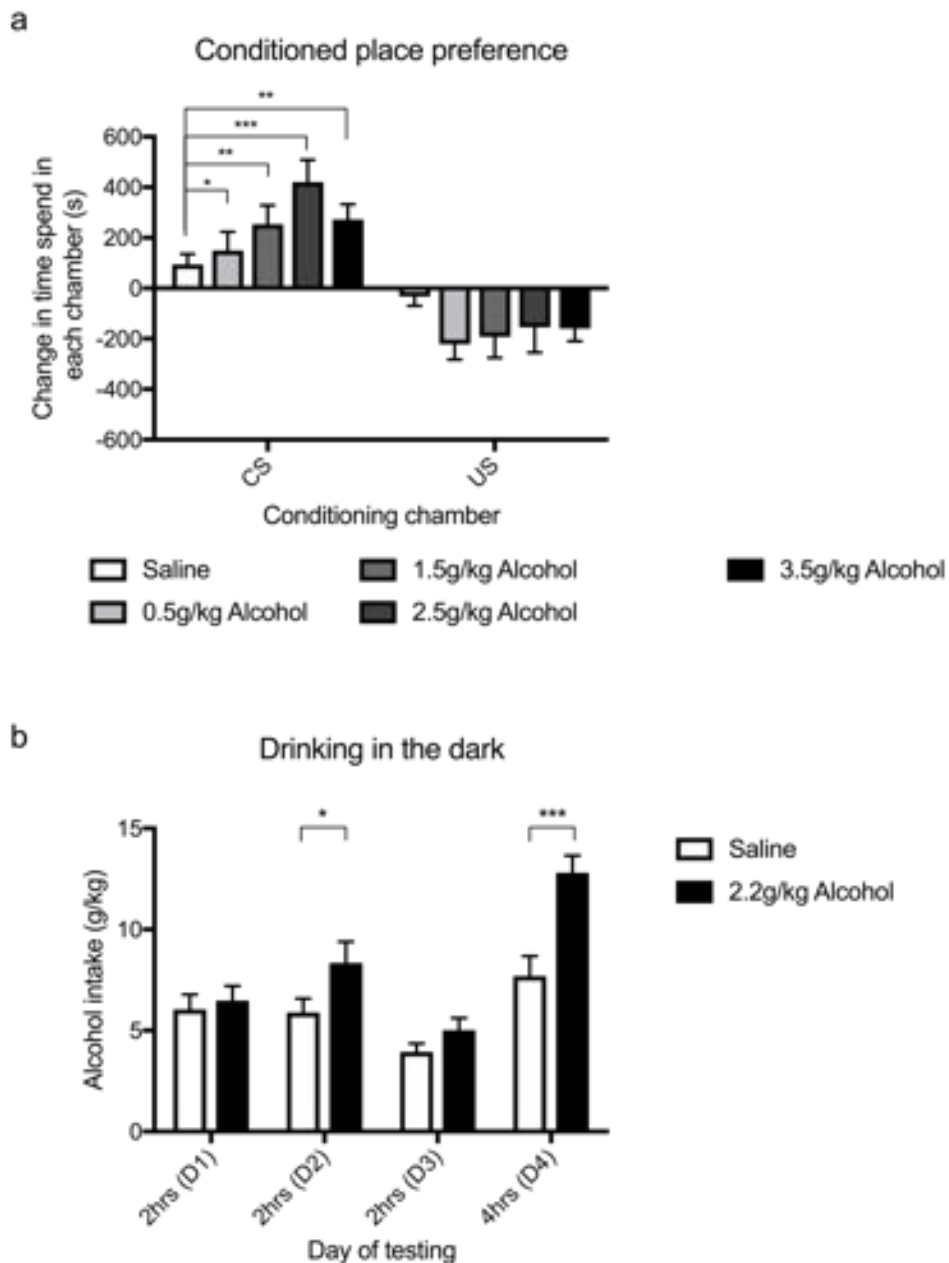 a
Conditioned place preference
**
***
**
*
600
400
200
0
-200
-400
-600
Change in time spend in
each chamber (s)
CS
US
Conditioning chamber
Saline
1.5g/kg Alcohol
3.5g/kg Alcohol
0.5g/kg Alcohol
2.5g/kg Alcohol
b
Drinking in the dark
*
***
15
10
5
0
Alcohol intake (g/kg)
Saline
2.2g/kg Alcohol
2hrs (D1)
2hrs (D2)
2hrs (D3)
4hrs (D4)
Day of testing